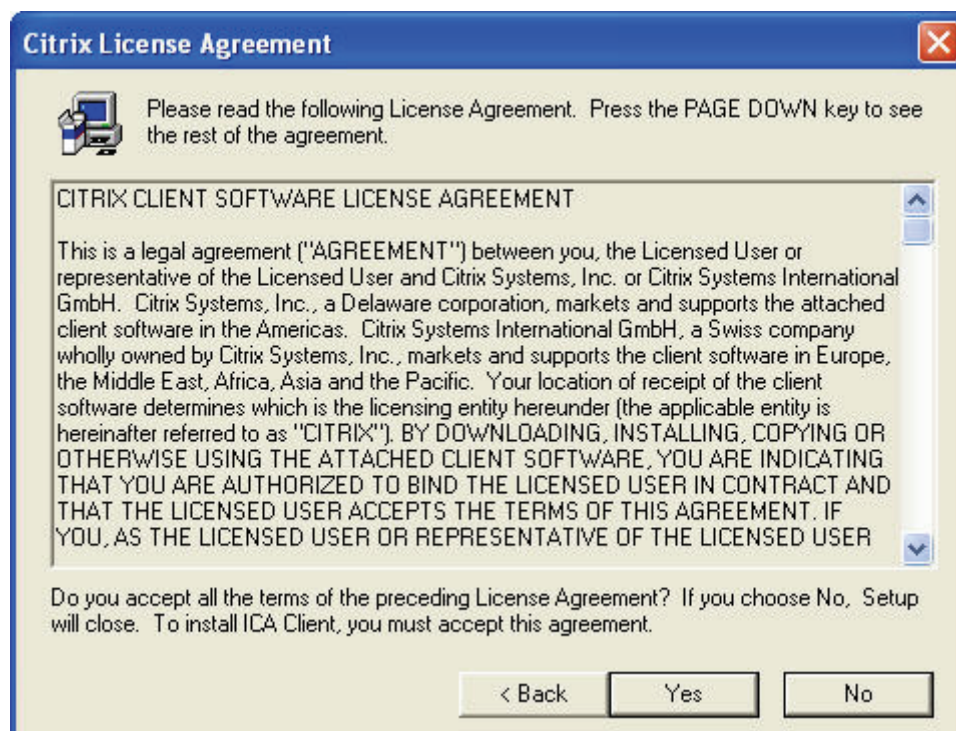 Citrix License Agreement
Please read the following License Agreement. Press the PAGE DOWN key to see
the rest of the agreement.
CITRIX CLIENT SOFTWARE LICENSE AGREEMENT
This is a legal agreement ("AGREEMENT") between you, the Licensed User or
representative of the Licensed User and Citrix Systems, Inc. or Citrix Systems International
GmbH. Citrix Systems, Inc., a Delaware corporation, markets and supports the attached
client software in the Americas. Citrix Systems International GmbH, a Swiss company
wholly owned by Citrix Systems, Inc., markets and supports the client software in Europe,
the Middle East, Africa, Asia and the Pacific. Your location of receipt of the client
software determines which is the licensing entity hereunder (the applicable entity is
hereinafter referred to as "CITRIX"). BY DOWNLOADING, INSTALLING, COPYING OR
OTHERWISE USING THE ATTACHED CLIENT SOFTWARE, YOU ARE INDICATING
THAT YOU ARE AUTHORIZED TO BIND THE LICENSED USER IN CONTRACT AND
THAT THE LICENSED USER ACCEPTS THE TERMS OF THIS AGREEMENT. IF
YOU, AS THE LICENSED USER OR REPRESENTATIVE OF THE LICENSED USER
Do you accept all the terms of the preceding License Agreement? If you choose No, Setup
will close. To install ICA Client, you must accept this agreement.
< Back Yes No